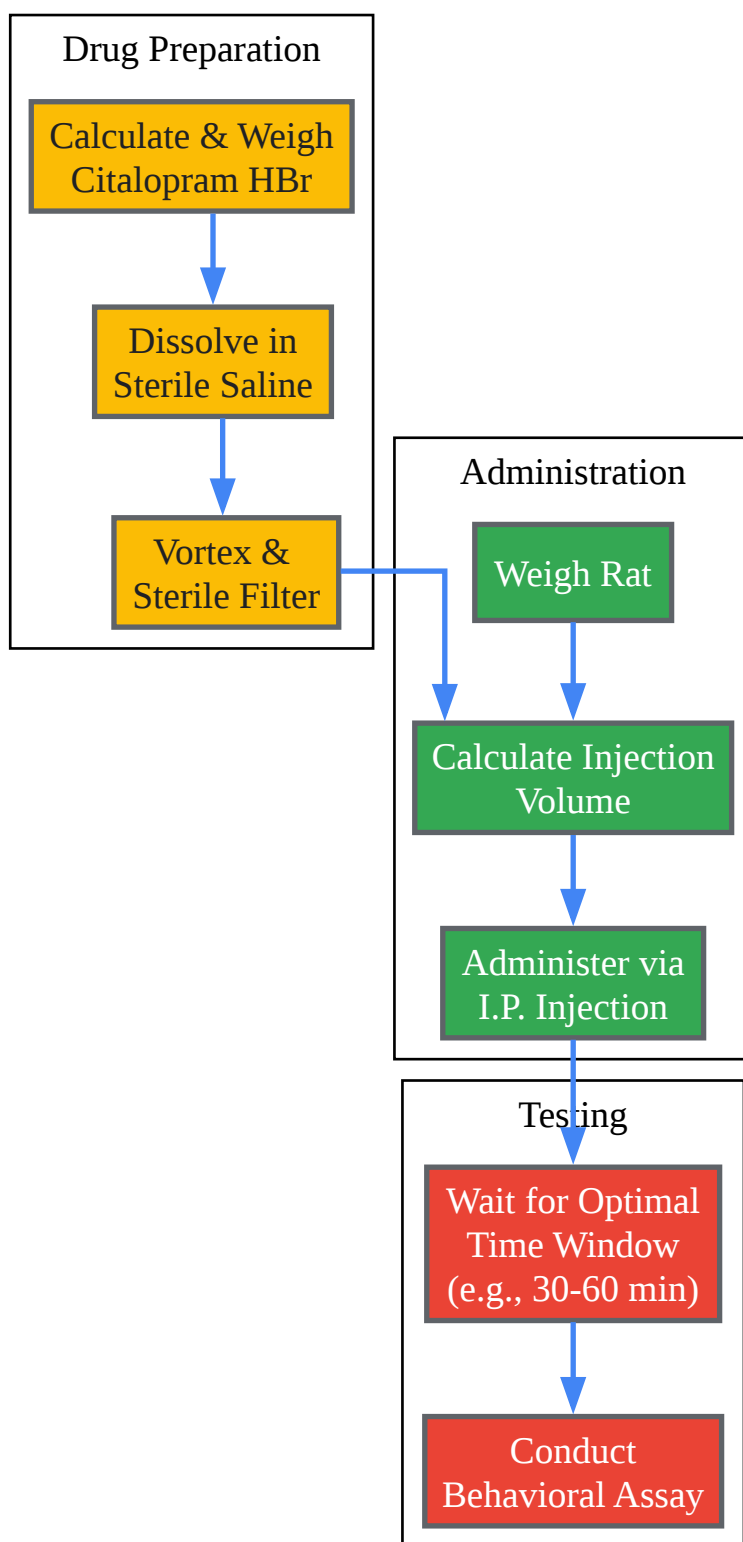 Drug Preparation
Calculate & Weigh
Citalopram HBr
Dissolve in
Sterile Saline
Vortex &
Sterile Filter
Administration
Weigh Rat
Calculate Injection
Volume
Administer via
I.P. Injection
Testing
Wait for Optimal
Time Window
(e.g., 30-60 min)
Conduct
Behavioral Assay